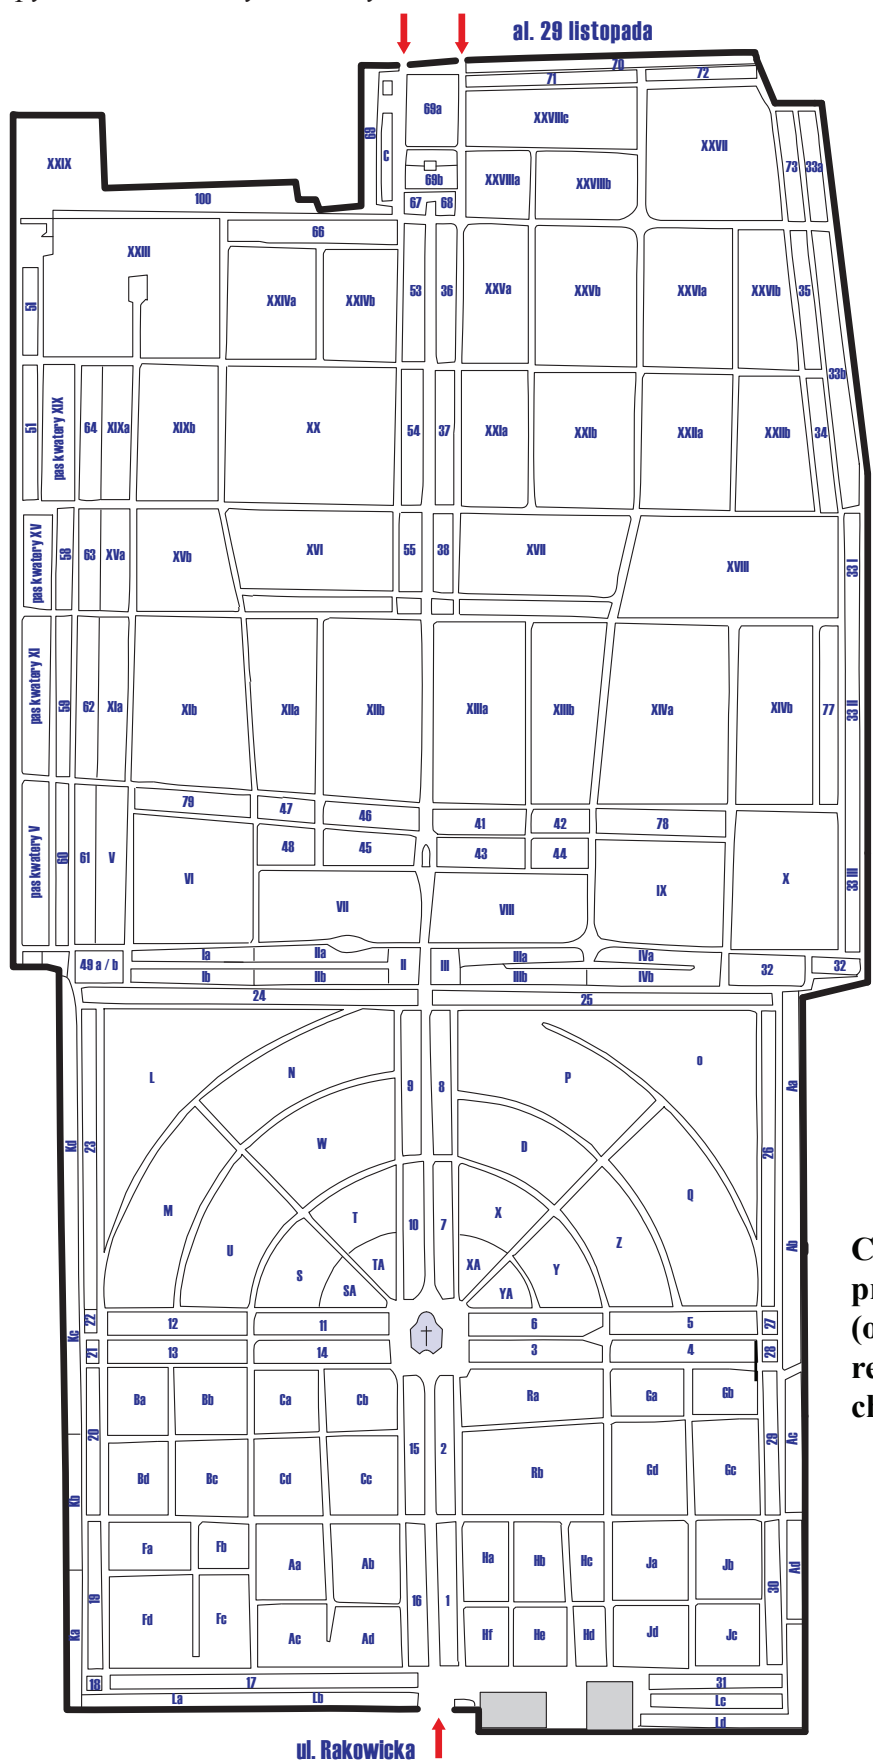 al. 29 listopada
70
71
72
69a
XXVIIIc
XXVII
69
C
73
33a
XXIX
69b
XXVIIIa
XXVIIIb
100
67
68
66
XXIII
53
36
XXVa
XXVb
XXVIa
XXVIb
35
XXIVa
XXIVb
51
33b
51
pas kwatery XIX
64
XIXa
XIXb
XX
54
37
XXIa
XXIb
XXIIa
XXIIb
34
pas kwatery XV
58
63
XVa
XVb
XVI
55
38
XVII
XVIII
33 I
pas kwatery XI
59
62
XIa
XIb
XIIa
XIIb
XIIIa
XIIIb
XIVa
XIVb
77
33 II
79
47
46
41
42
78
pas kwatery V
60
61
V
VI
48
45
43
44
IX
X
33 III
VII
VIII
49 a / b
Ia
IIa
II
III
IIIa
IVa
32
32
Ib
IIb
IIIb
IVb
24
25
L
N
9
8
P
o
Aa
Kd
23
W
D
26
M
T
10
7
X
Q
U
Z
Ab
S
TA
XA
Y
SA
YA
22
12
11
6
5
27
Kc
21
13
14
3
4
28
Ba
Bb
Ca
Cb
Ra
Ga
Gb
20
15
2
29
Ac
Bd
Bc
Cd
Cc
Rb
Gd
Gc
Kb
Fa
Fb
Aa
Ab
Ha
Hb
Hc
Ja
Jb
Ad
19
16
1
30
Ka
Fd
Fc
Ac
Ad
Hf
He
Hd
Jd
Jc
18
17
31
La
Lb
Lc
Ld
ul. Rakowicka